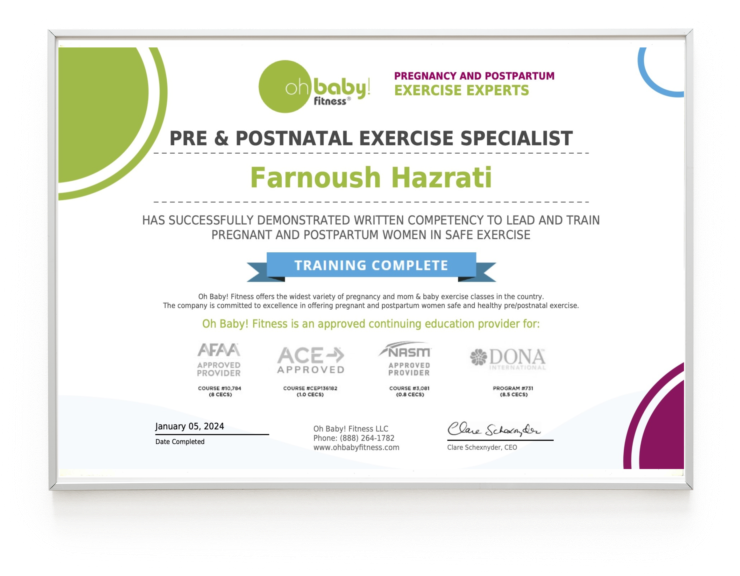 oh baby!
fitness®
PREGNANCY AND POSTPARTUM
EXERCISE EXPERTS
PRE & POSTNATAL EXERCISE SPECIALIST
Farnoush Hazrati
HAS SUCCESSFULLY DEMONSTRATED WRITTEN COMPETENCY TO LEAD AND TRAIN
PREGNANT AND POSTPARTUM WOMEN IN SAFE EXERCISE
TRAINING COMPLETE
Oh Baby! Fitness offers the widest variety of pregnancy and mom & baby exercise classes in the country.
The company is committed to excellence in offering pregnant and postpartum women safe and healthy pre/postnatal exercise.
Oh Baby! Fitness is an approved continuing education provider for:
AFAA
APPROVED
PROVIDER
COURSE #10,794
(8 CECS)
ACE
APPROVED
COURSE #CEP139182
(1.0 CECS)
NASM
APPROVED
PROVIDER
COURSE #3,081
(0.8 CECS)
DONA
INTERNATIONAL
PROGRAM #731
(8.5 CECS)
January 05, 2024
Date Completed
Oh Baby! Fitness LLC
Phone: (888) 264-1782
www.ohbabyfitness.com
Clare Schexnyder
Clare Schexnyder, CEO